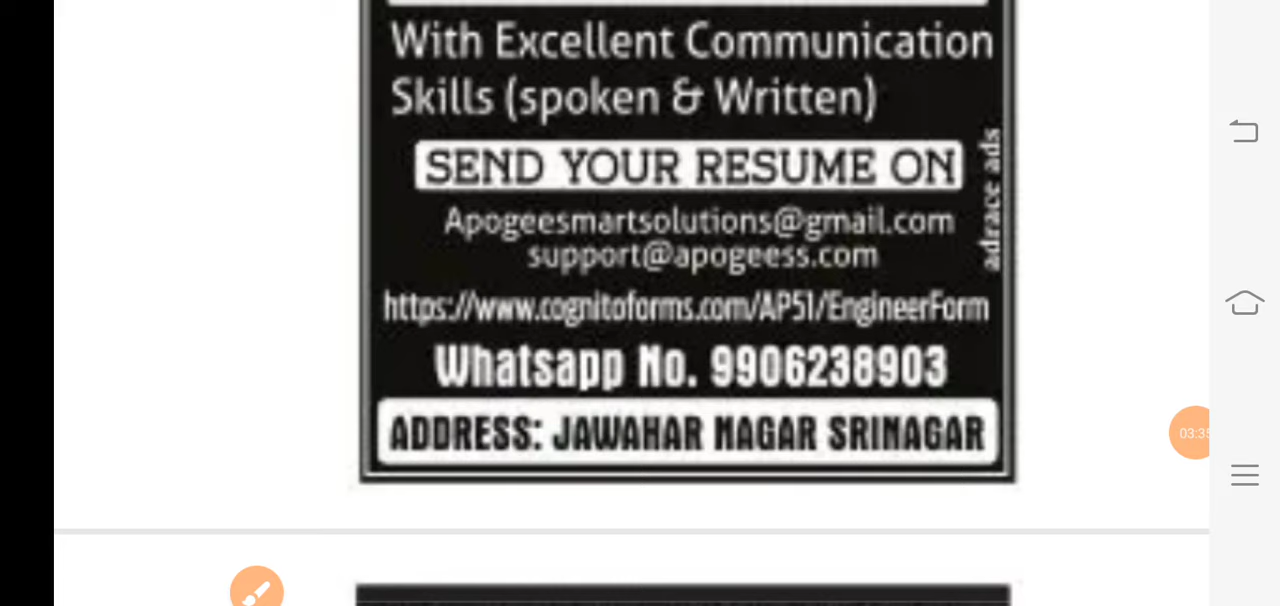 With Excellent Communication
Skills (spoken & Written)
SEND YOUR RESUME ON
Apogeesmartsolutions@gmail.com
support@apogeess.com
https://www.cognitoforms.com/AP51/EngineerForm
Whatsapp No. 9906238903
ADDRESS: JAWAHAR NAGAR SRINAGAR
adrace ads
03:35